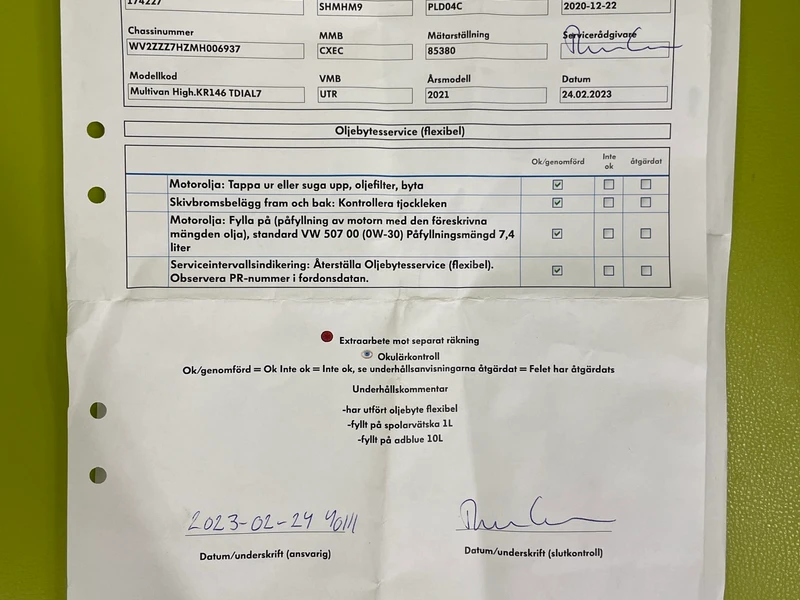 174227 SHMHM9 PLD04C 2020-12-22
Chassinummer MMB Mätarställning Servicerådgivare
WV2ZZZ7HZMH006937 CXEC 85380
Modellkod VMB Årsmodell Datum
Multivan High.KR146 TDIAL7 UTR 2021 24.02.2023
Oljebytesservice (flexibel)
Ok/genomförd Inte ok åtgärdat
Motorolja: Tappa ur eller suga upp, oljefilter, byta
Skivbromsbelägg fram och bak: Kontrollera tjockleken
Motorolja: Fylla på (påfyllning av motorn med den föreskrivna
mängden olja), standard VW 507 00 (0W-30) Påfyllningsmängd 7,4
liter
Serviceintervallsindikering: Återställa Oljebytesservice (flexibel).
Observera PR-nummer i fordonsdatan.
Extraarbete mot separat räkning
Okulärkontroll
Ok/genomförd = Ok Inte ok = Inte ok, se underhållsanvisningarna åtgärdat = Felet har åtgärdats
Underhållskommentar
-har utfört oljebyte flexibel
-fyllt på spolarvätska 1L
-fyllt på adblue 10L
2023-02-24
Datum/underskrift (ansvarig) Datum/underskrift (slutkontroll)